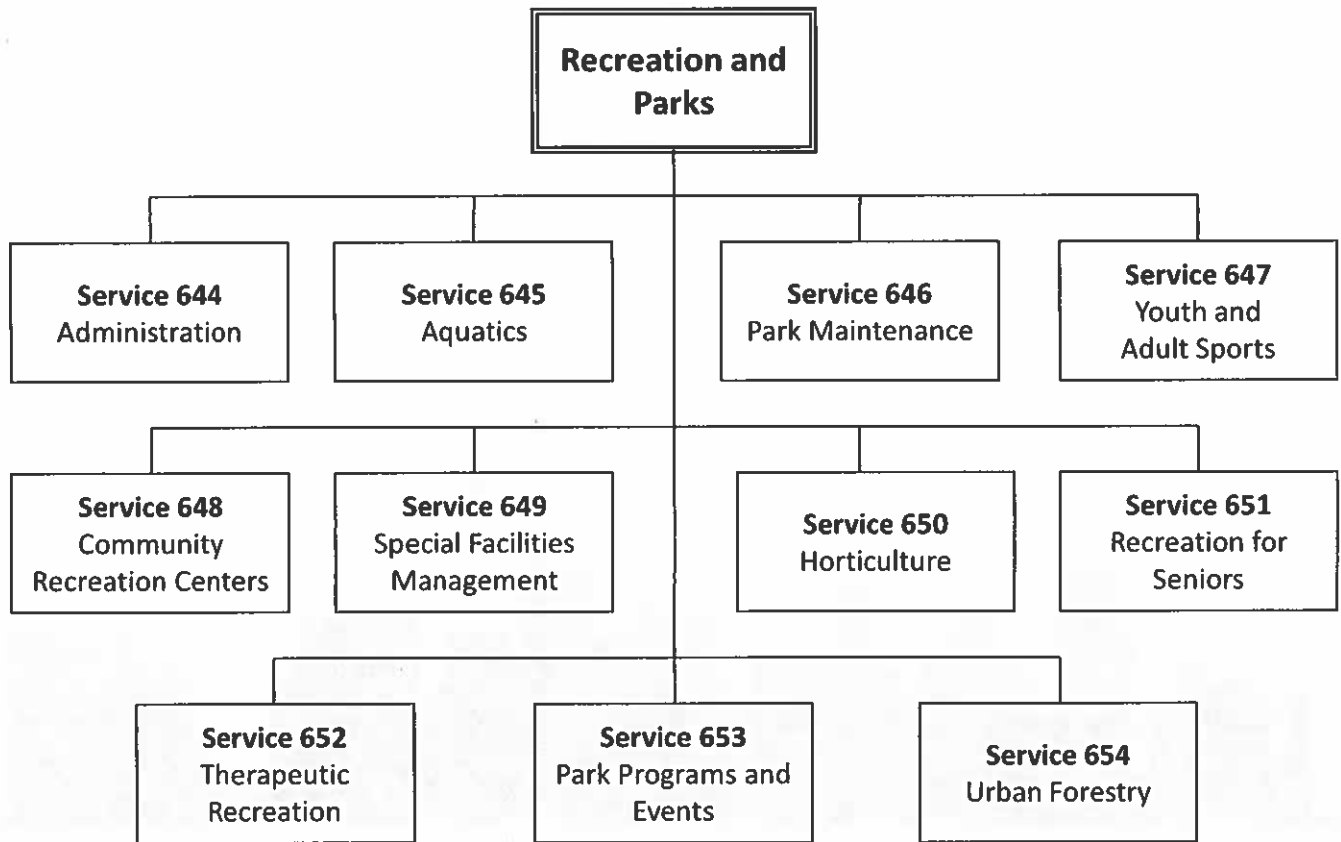 Recreation and
Parks
Service 644
Administration
Service 645
Aquatics
Service 646
Park Maintenance
Service 647
Youth and
Adult Sports
Service 648
Community
Recreation Centers
Service 649
Special Facilities
Management
Service 650
Horticulture
Service 651
Recreation for
Seniors
Service 652
Therapeutic
Recreation
Service 653
Park Programs and
Events
Service 654
Urban Forestry